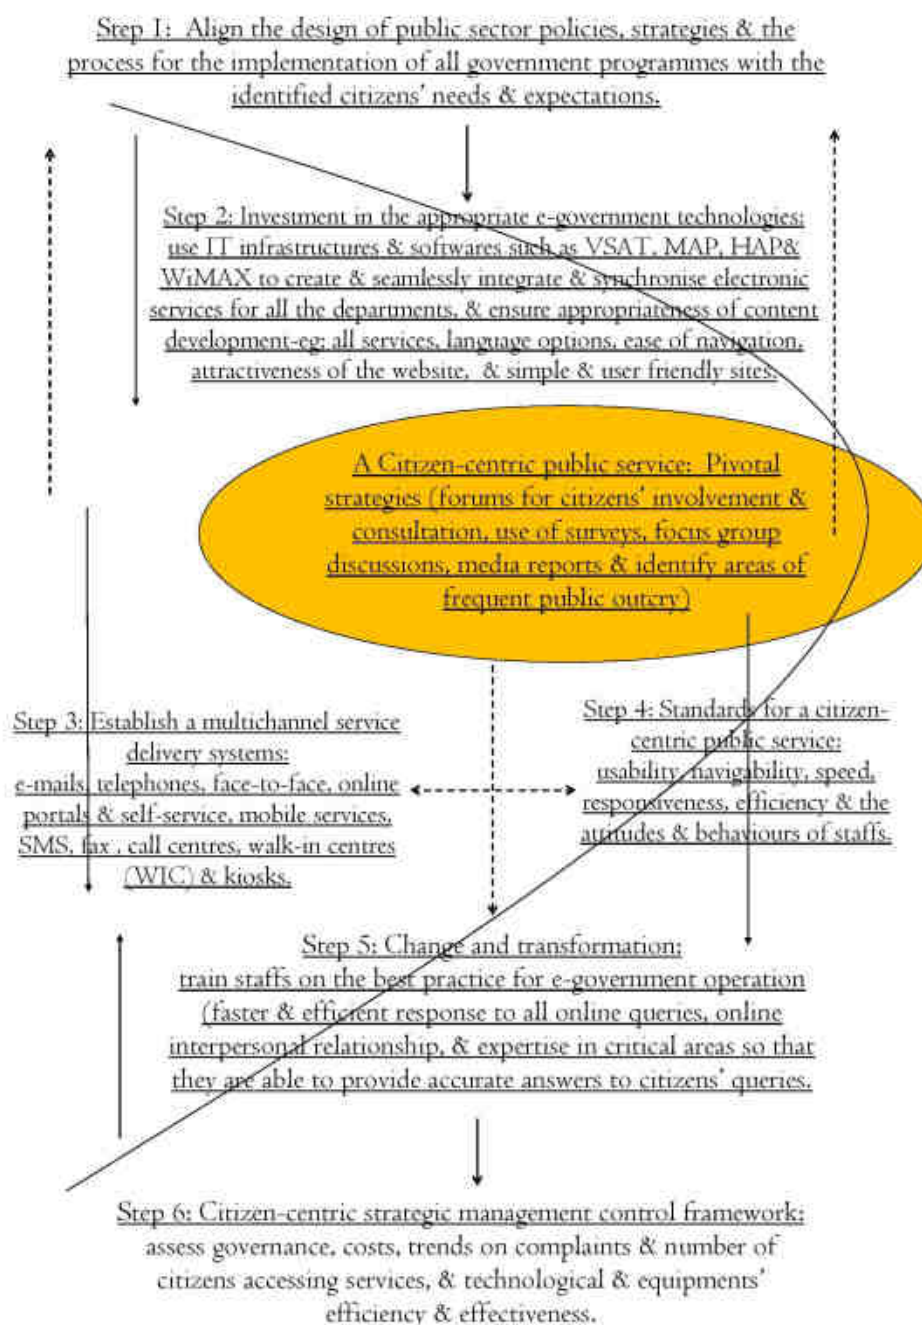 Step 1: Align the design of public sector policies, strategies & the
process for the implementation of all government programmes with the
identified citizens' needs & expectations.
Step 2: Investment in the appropriate e-government technologies:
use IT infrastructures & softwares such as VSAT, MAP, HAP&
WiMAX to create & seamlessly integrate & synchronise electronic
services for all the departments, & ensure appropriateness of content
development-eg: all services, language options, ease of navigation,
attractiveness of the website, & simple & user friendly sites.
A Citizen-centric public service: Pivotal
strategies (forums for citizens' involvement &
consultation, use of surveys, focus group
discussions, media reports & identify areas of
frequent public outcry)
Step 3: Establish a multichannel service
delivery systems:
e-mails, telephones, face-to-face, online
portals & self-service, mobile services,
SMS, fax , call centres, walk-in centres
(WIC) & kiosks.
Step 4: Standards for a citizen-
centric public service:
usability, navigability, speed,
responsiveness, efficiency & the
attitudes & behaviours of staffs.
Step 5: Change and transformation:
train staffs on the best practice for e-government operation
(faster & efficient response to all online queries, online
interpersonal relationship, & expertise in critical areas so that
they are able to provide accurate answers to citizens' queries.
Step 6: Citizen-centric strategic management control framework:
assess governance, costs, trends on complaints & number of
citizens accessing services, & technological & equipments'
efficiency & effectiveness.